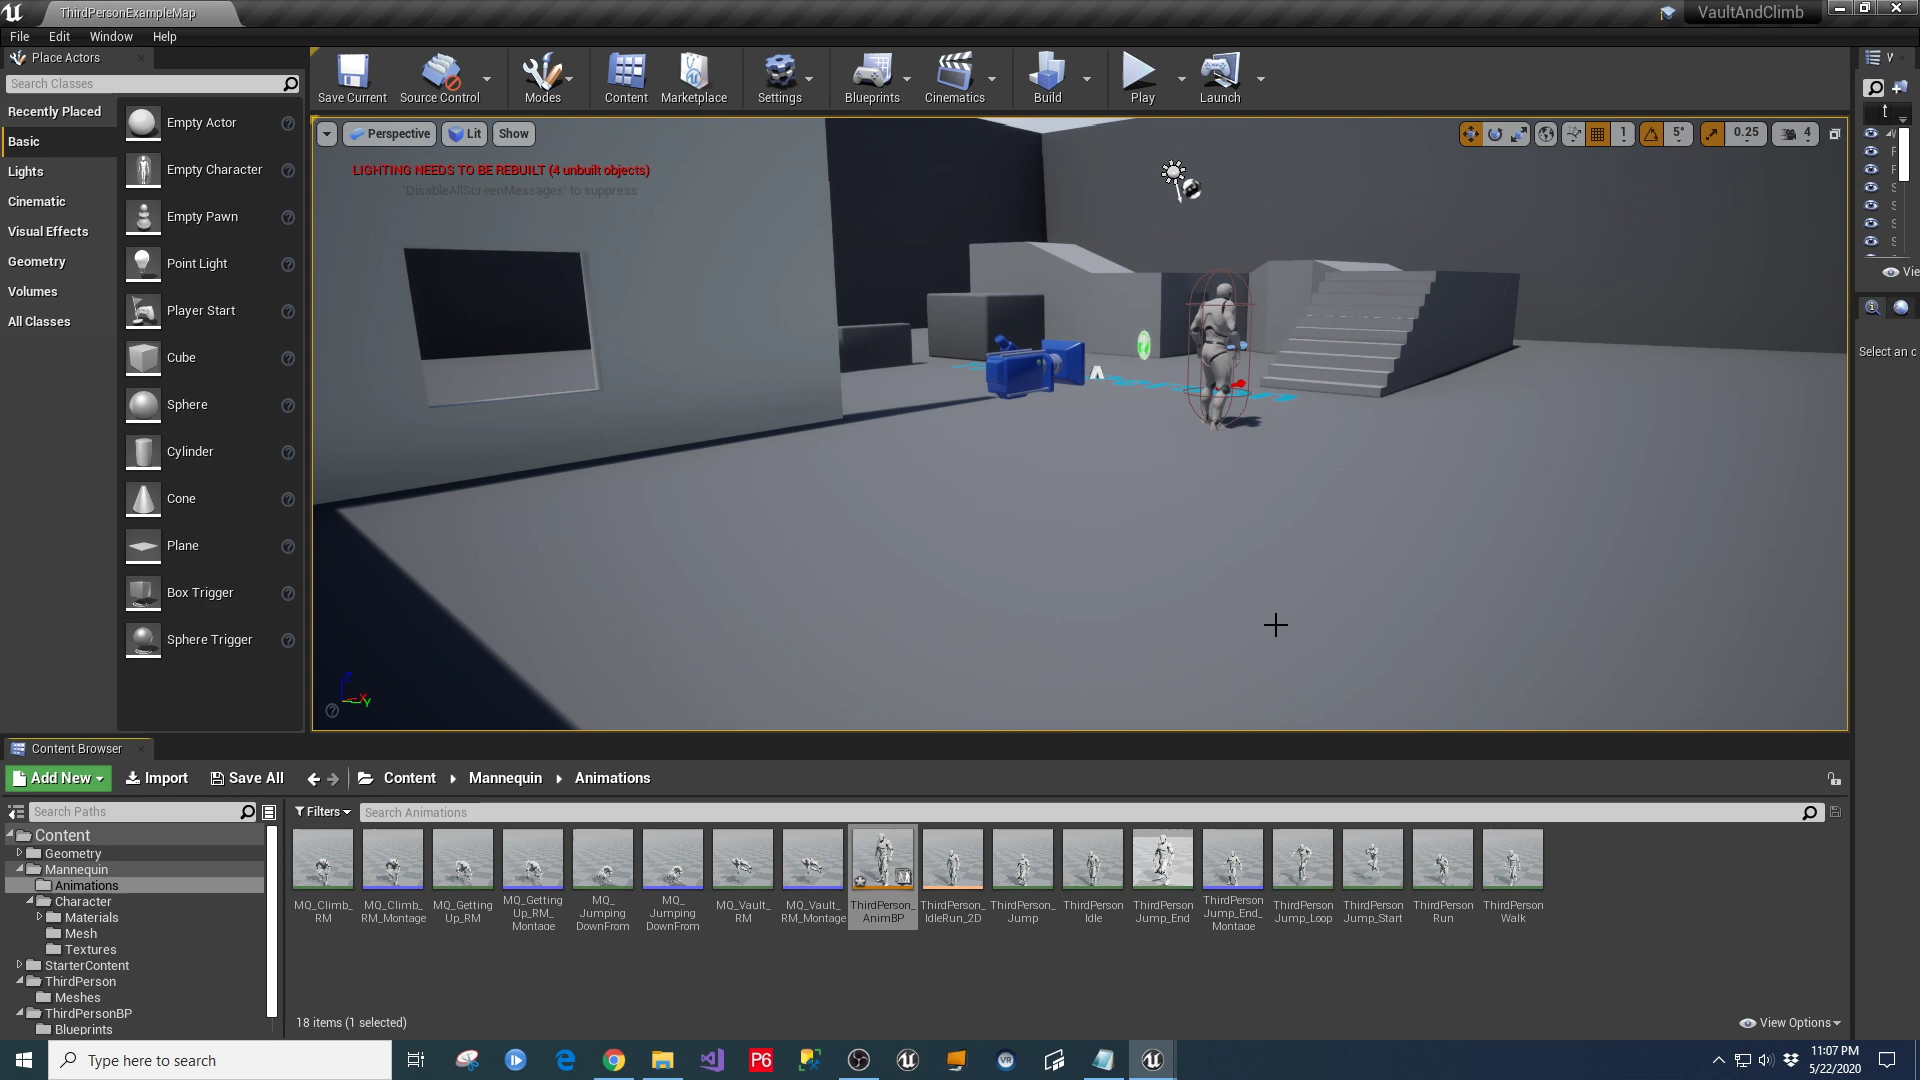 ThirdPersonExampleMap
VaultAndClimb
File Edit Window Help
Place Actors
Search Classes
Recently Placed
Basic
Lights
Cinematic
Visual Effects
Geometry
Volumes
All Classes
Empty Actor
Empty Character
Empty Pawn
Point Light
Player Start
Cube
Sphere
Cylinder
Cone
Plane
Box Trigger
Sphere Trigger
Save Current
Source Control
Modes
Content
Marketplace
Settings
Blueprints
Cinematics
Build
Play
Launch
Perspective Lit Show
1 5° 0.25 4
LIGHTING NEEDS TO BE REBUILT (4 unbuilt objects)
'DisableAllScreenMessages' to suppress
Z
X
Y
Vie
Select an o
Content Browser
Add New Import Save All Content Mannequin Animations
Search Paths
Filters
Search Animations
Content
Geometry
Mannequin
Animations
Character
Materials
Mesh
Textures
StarterContent
ThirdPerson
Meshes
ThirdPersonBP
Blueprints
MQ_Climb_
RM
MQ_Climb_
RM_Montage
MQ_Getting
Up_RM
MQ_Getting
Up_RM_
Montage
MQ_
Jumping
DownFrom
MQ_
Jumping
DownFrom
MQ_Vault_
RM
MQ_Vault_
RM_Montage
ThirdPerson_
AnimBP
ThirdPerson_
IdleRun_2D
ThirdPerson_
Jump
ThirdPerson
Idle
ThirdPerson
Jump_End
ThirdPerson
Jump_End_
Montage
ThirdPerson
Jump_Loop
ThirdPerson
Jump_Start
ThirdPerson
Run
ThirdPerson
Walk
18 items (1 selected)
View Options
Type here to search
P6
VR
11:07 PM
5/22/2020